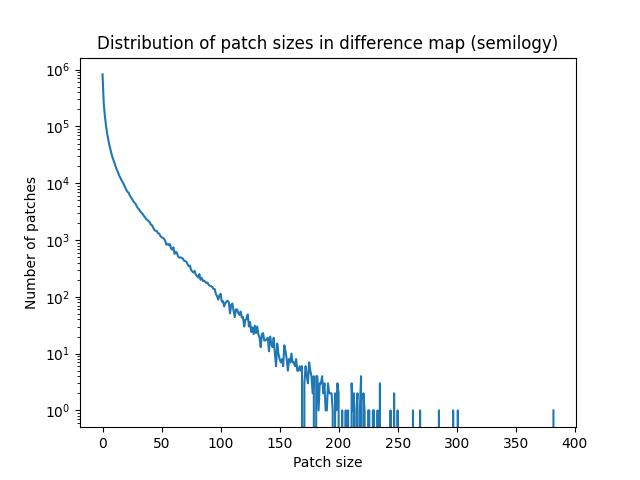 Distribution of patch sizes in difference map (semilogy)
10^6
10^5
10^4
10^3
10^2
10^1
10^0
Number of patches
0 50 100 150 200 250 300 350 400
Patch size